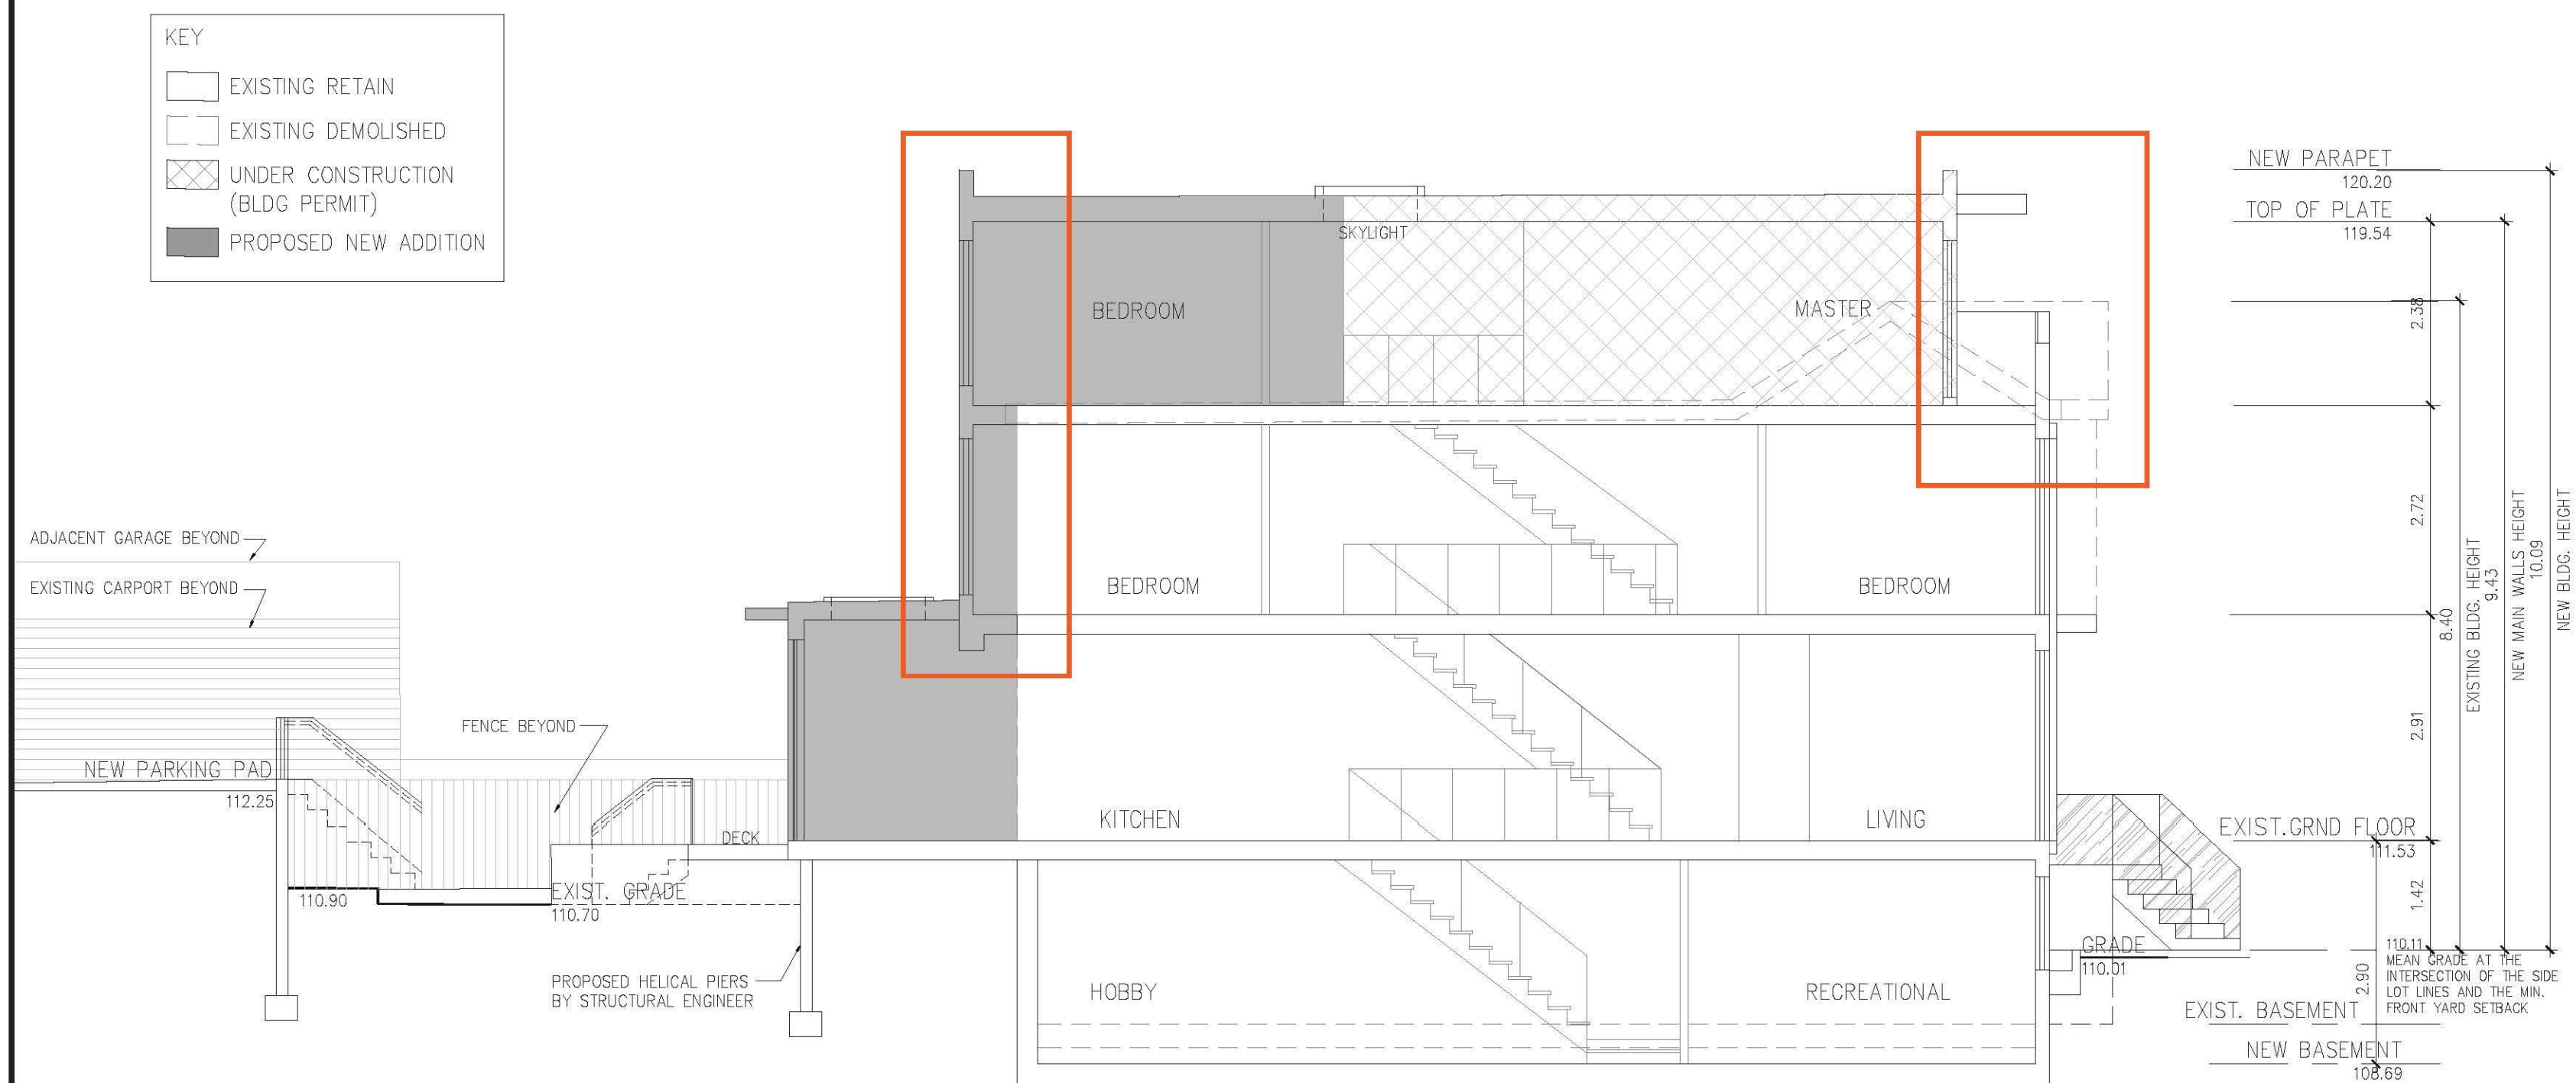 KEY
EXISTING RETAIN
EXISTING DEMOLISHED
UNDER CONSTRUCTION
(BLDG PERMIT)
PROPOSED NEW ADDITION
NEW PARAPET
120.20
TOP OF PLATE
119.54
SKYLIGHT
BEDROOM
MASTER
2.38
ADJACENT GARAGE BEYOND
EXISTING CARPORT BEYOND
BEDROOM
BEDROOM
2.72
8.40
EXISTING BLDG. HEIGHT
9.43
NEW MAIN WALLS HEIGHT
10.09
NEW BLDG. HEIGHT
FENCE BEYOND
2.91
NEW PARKING PAD
112.25
DECK
KITCHEN
LIVING
EXIST.GRND FLOOR
111.53
110.90
EXIST. GRADE
110.70
1.42
GRADE
110.01
110.11
MEAN GRADE AT THE
INTERSECTION OF THE SIDE
LOT LINES AND THE MIN.
FRONT YARD SETBACK
PROPOSED HELICAL PIERS
BY STRUCTURAL ENGINEER
HOBBY
RECREATIONAL
2.90
EXIST. BASEMENT
NEW BASEMENT
108.69